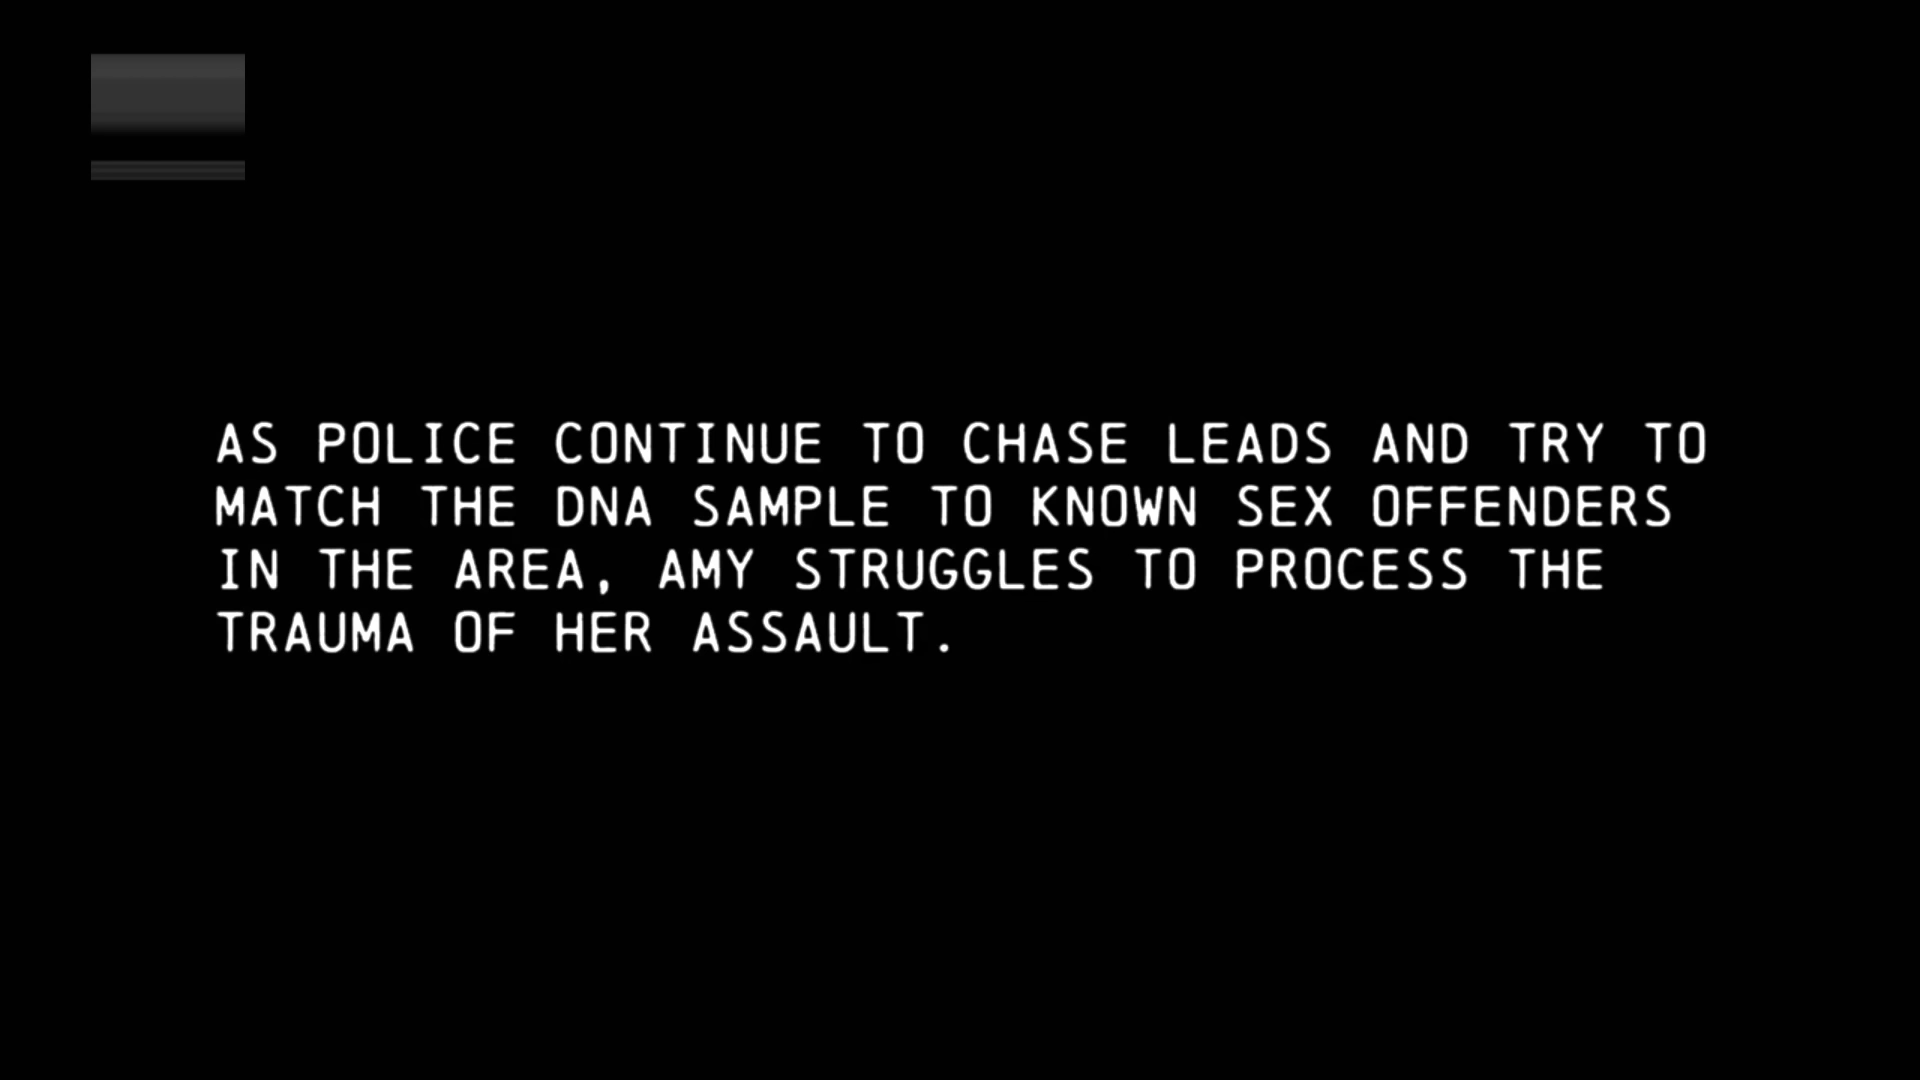 AS POLICE CONTINUE TO CHASE LEADS AND TRY TO
MATCH THE DNA SAMPLE TO KNOWN SEX OFFENDERS
IN THE AREA, AMY STRUGGLES TO PROCESS THE
TRAUMA OF HER ASSAULT.